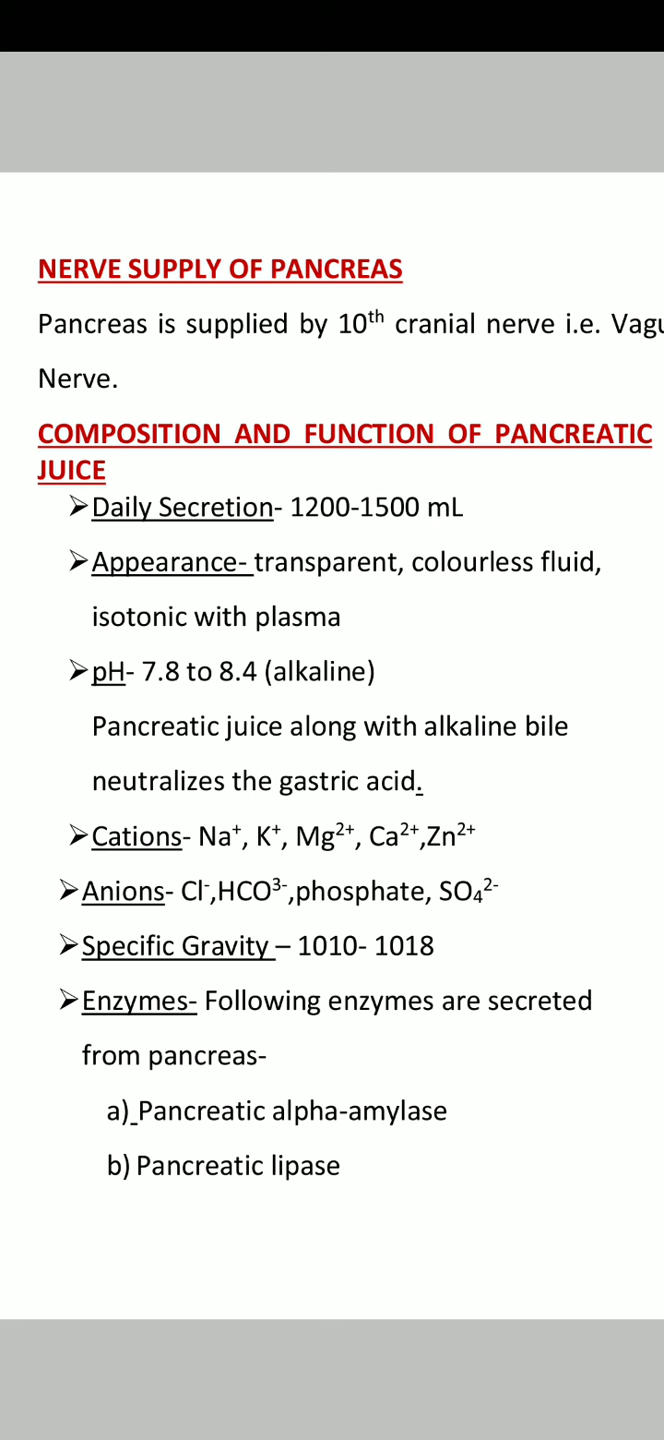 NERVE SUPPLY OF PANCREAS
Pancreas is supplied by 10th cranial nerve i.e. Vagu
Nerve.
COMPOSITION AND FUNCTION OF PANCREATIC
JUICE
➢Daily Secretion- 1200-1500 mL
➢Appearance- transparent, colourless fluid,
isotonic with plasma
➢pH- 7.8 to 8.4 (alkaline)
Pancreatic juice along with alkaline bile
neutralizes the gastric acid.
➢Cations- Na⁺, K⁺, Mg²⁺, Ca²⁺,Zn²⁺
➢Anions- Cl⁻,HCO³⁻,phosphate, SO₄²⁻
➢Specific Gravity – 1010- 1018
➢Enzymes- Following enzymes are secreted
from pancreas-
a) Pancreatic alpha-amylase
b) Pancreatic lipase